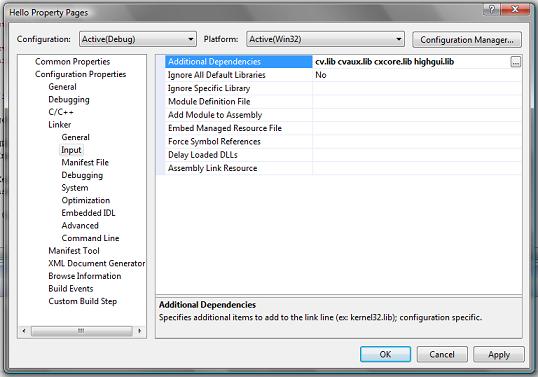 Hello Property Pages
Configuration: Active(Debug) Platform: Active(Win32) Configuration Manager...
Common Properties
Configuration Properties
General
Debugging
C/C++
Linker
General
Input
Manifest File
Debugging
System
Optimization
Embedded IDL
Advanced
Command Line
Manifest Tool
XML Document Generator
Browse Information
Build Events
Custom Build Step
Additional Dependencies cv.lib cvaux.lib cxcore.lib highgui.lib ...
Ignore All Default Libraries No
Ignore Specific Library
Module Definition File
Add Module to Assembly
Embed Managed Resource File
Force Symbol References
Delay Loaded DLLs
Assembly Link Resource
Additional Dependencies
Specifies additional items to add to the link line (ex: kernel32.lib); configuration specific.
OK Cancel Apply